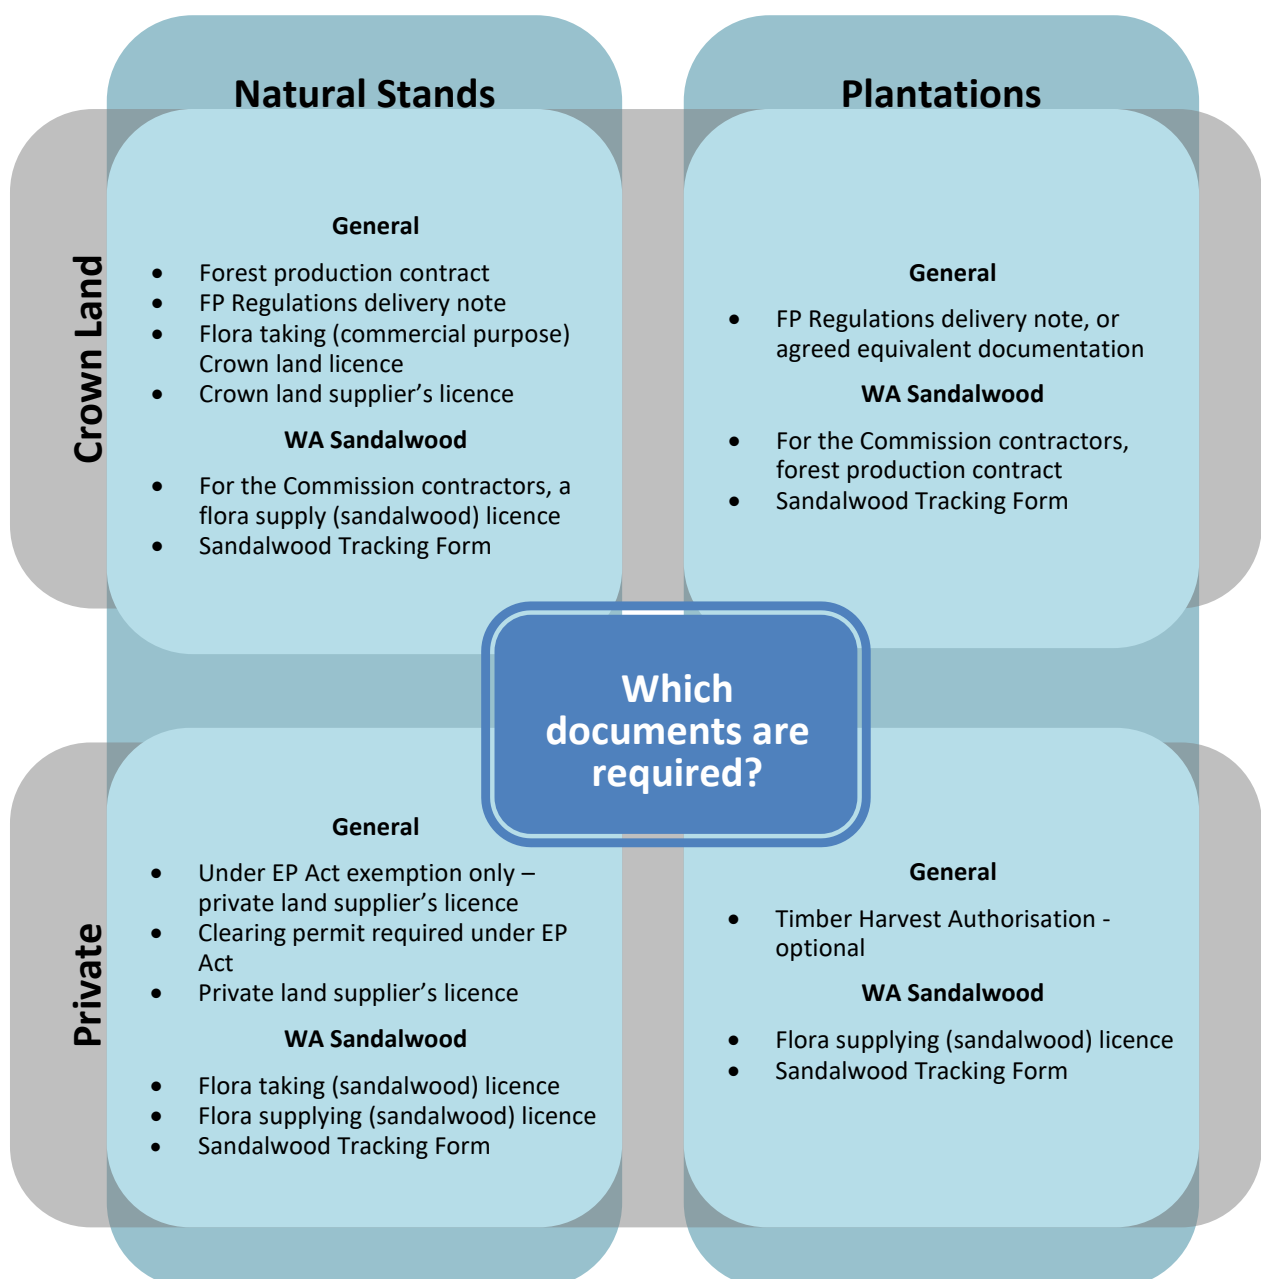 Natural Stands
Plantations
Crown Land
General
• Forest production contract
• FP Regulations delivery note
• Flora taking (commercial purpose)
Crown land licence
• Crown land supplier’s licence
WA Sandalwood
• For the Commission contractors, a
flora supply (sandalwood) licence
• Sandalwood Tracking Form
General
• FP Regulations delivery note, or
agreed equivalent documentation
WA Sandalwood
• For the Commission contractors,
forest production contract
• Sandalwood Tracking Form
Which
documents are
required?
Private
General
• Under EP Act exemption only –
private land supplier’s licence
• Clearing permit required under EP
Act
• Private land supplier’s licence
WA Sandalwood
• Flora taking (sandalwood) licence
• Flora supplying (sandalwood) licence
• Sandalwood Tracking Form
General
• Timber Harvest Authorisation -
optional
WA Sandalwood
• Flora supplying (sandalwood) licence
• Sandalwood Tracking Form